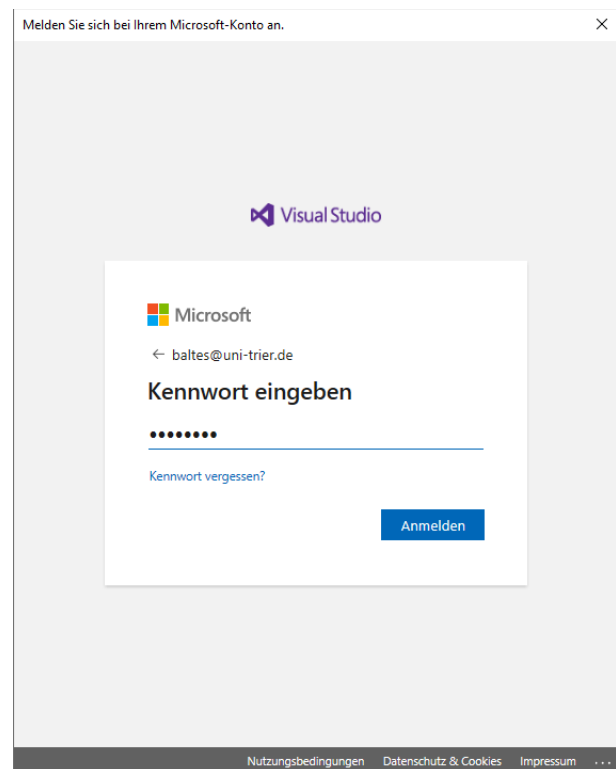 Melden Sie sich bei Ihrem Microsoft-Konto an.
Visual Studio
Microsoft
← baltes@uni-trier.de
Kennwort eingeben
••••••••
Kennwort vergessen?
Anmelden
Nutzungsbedingungen Datenschutz & Cookies Impressum ...